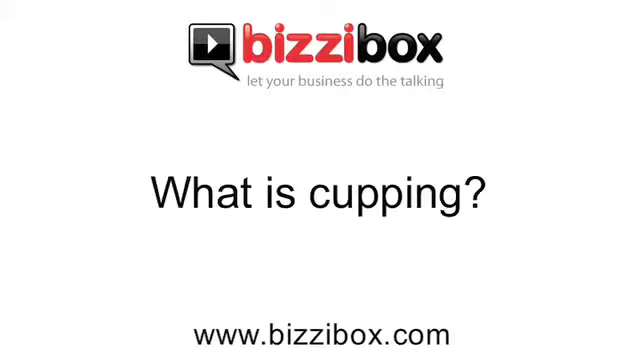 bizzibox
let your business do the talking
What is cupping?
www.bizzibox.com